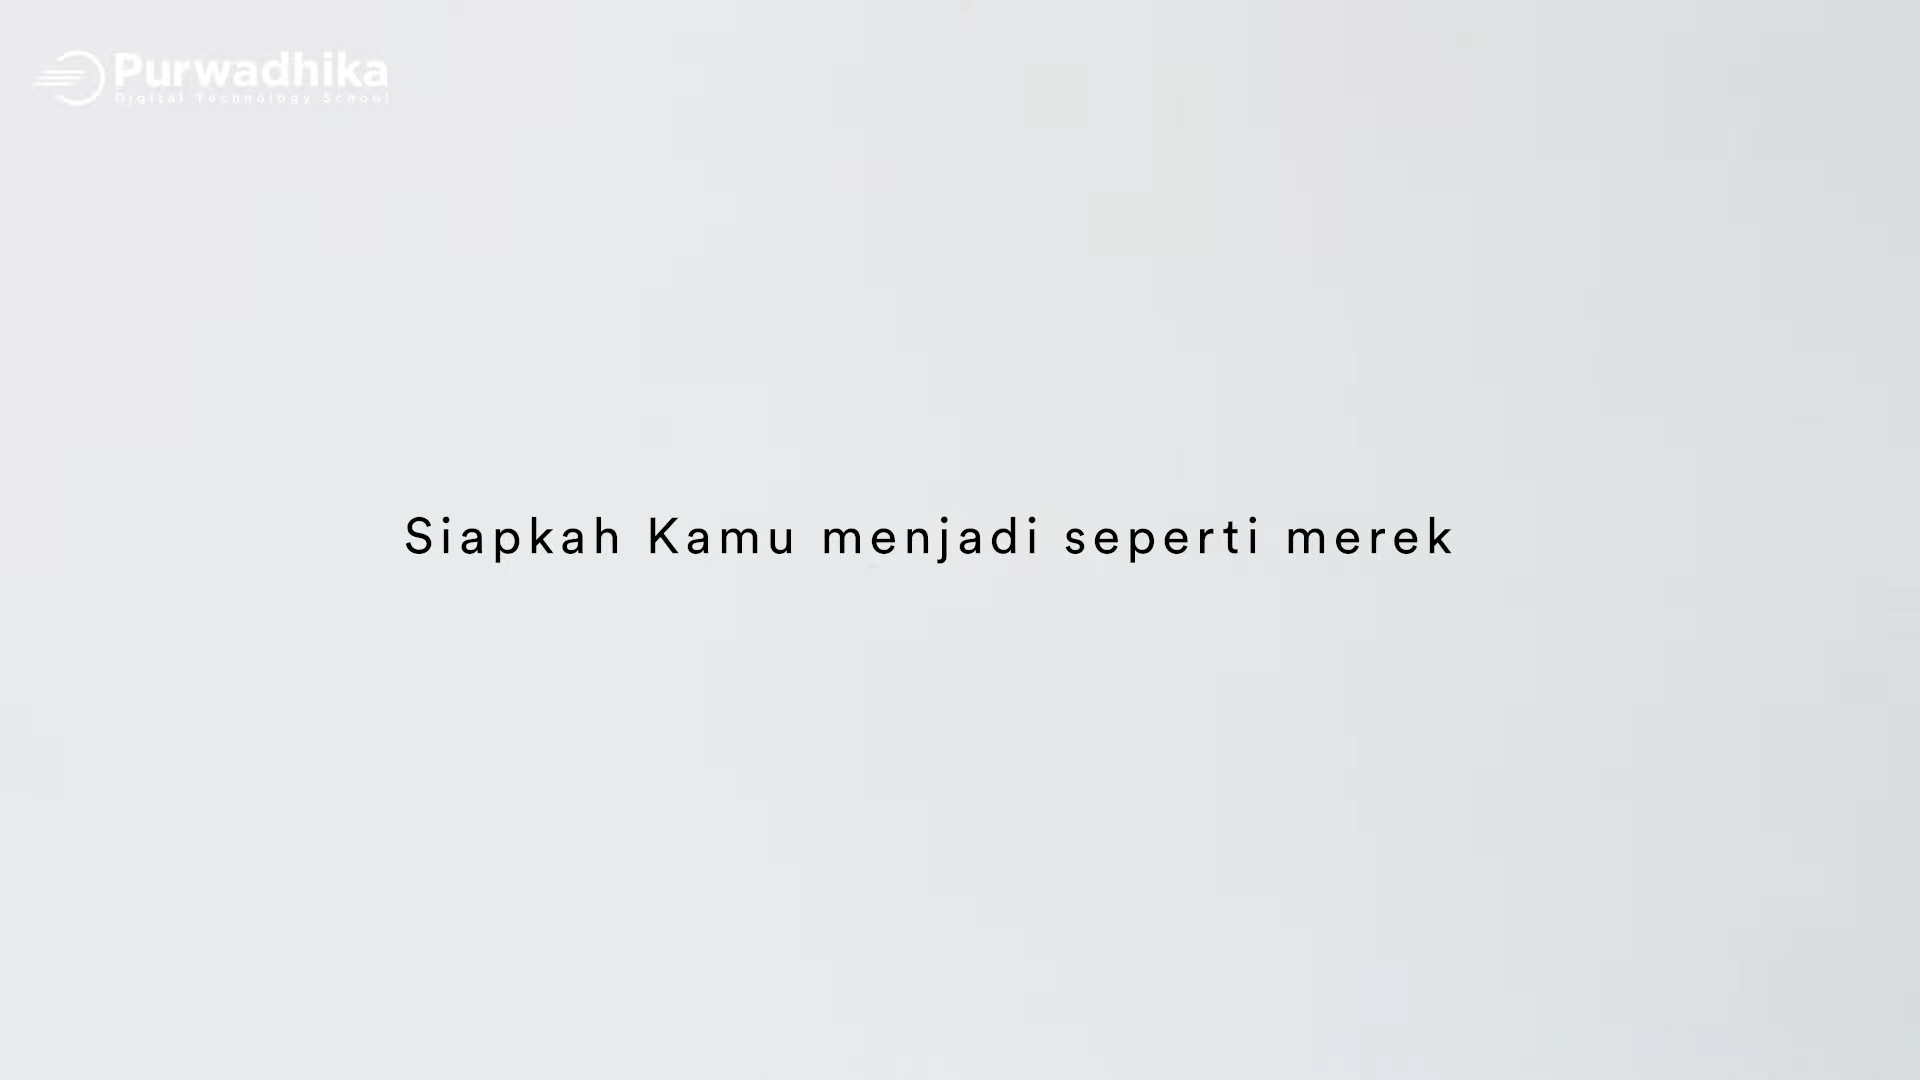 Purwadhika
Digital Technology School
Siapkah Kamu menjadi seperti merek